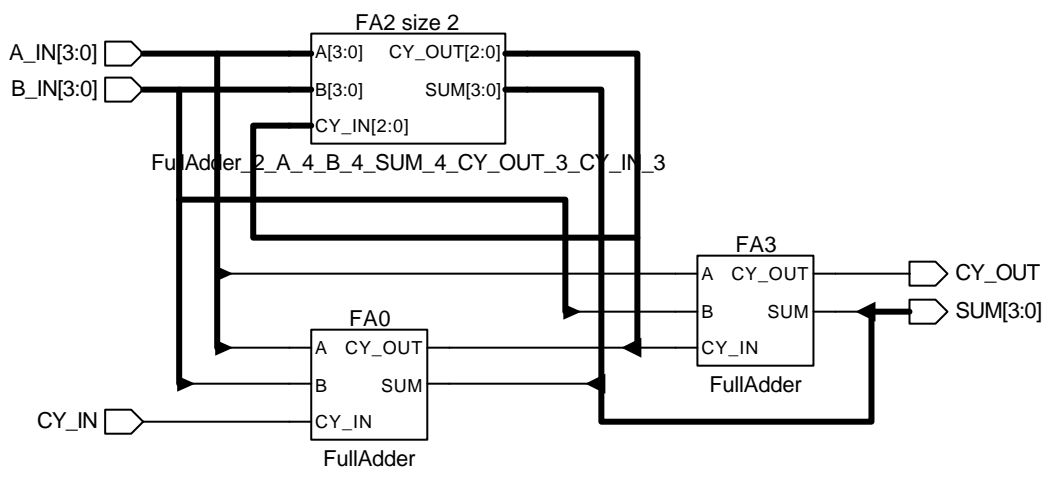 FA2 size 2
A_IN[3:0]
A[3:0] CY_OUT[2:0]
B_IN[3:0]
B[3:0] SUM[3:0]
CY_IN[2:0]
FullAdder_2_A_4_B_4_SUM_4_CY_OUT_3_CY_IN_3
FA3
A CY_OUT
CY_OUT
B SUM
SUM[3:0]
CY_IN
FullAdder
FA0
A CY_OUT
B SUM
CY_IN
CY_IN
FullAdder